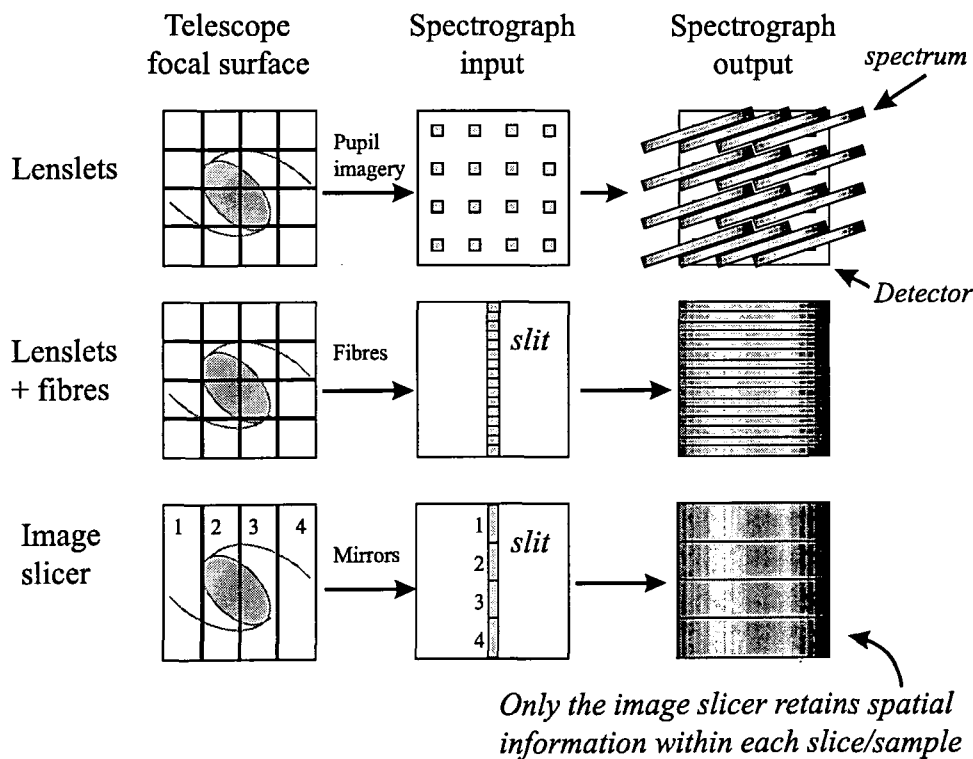 Telescope
focal surface
Spectrograph
input
Spectrograph
output
spectrum
Lenslets
Pupil
imagery
Detector
Lenslets
+ fibres
Fibres
slit
Image
slicer
1 2 3 4
Mirrors
1
2
3
4
slit
Only the image slicer retains spatial
information within each slice/sample